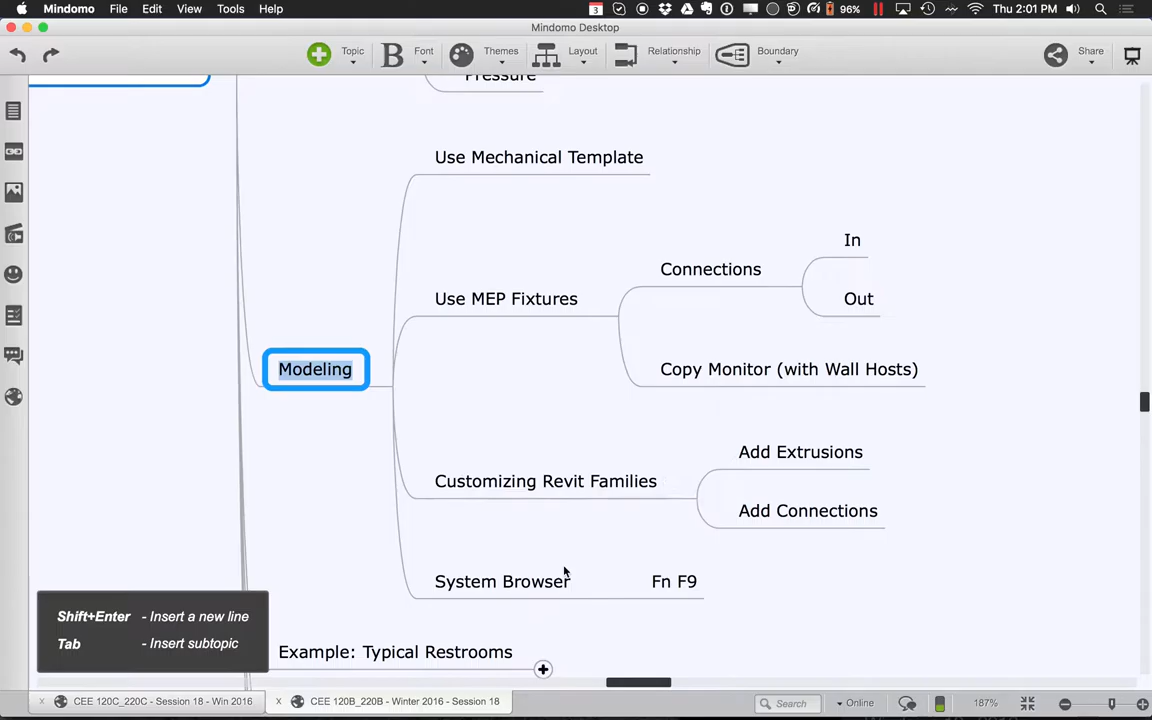 Mindomo File Edit View Tools Help
3
96%
Thu 2:01 PM
Mindomo Desktop
Topic
B Font
Themes
Layout
Relationship
Boundary
Share
Pressure
Use Mechanical Template
In
Connections
Use MEP Fixtures
Out
Modeling
Copy Monitor (with Wall Hosts)
Add Extrusions
Customizing Revit Families
Add Connections
System Browser
Fn F9
Shift+Enter - Insert a new line
Tab - Insert subtopic
Example: Typical Restrooms
x CEE 120C_220C - Session 18 - Win 2016
x CEE 120B_220B - Winter 2016 - Session 18
Search
Online
187%